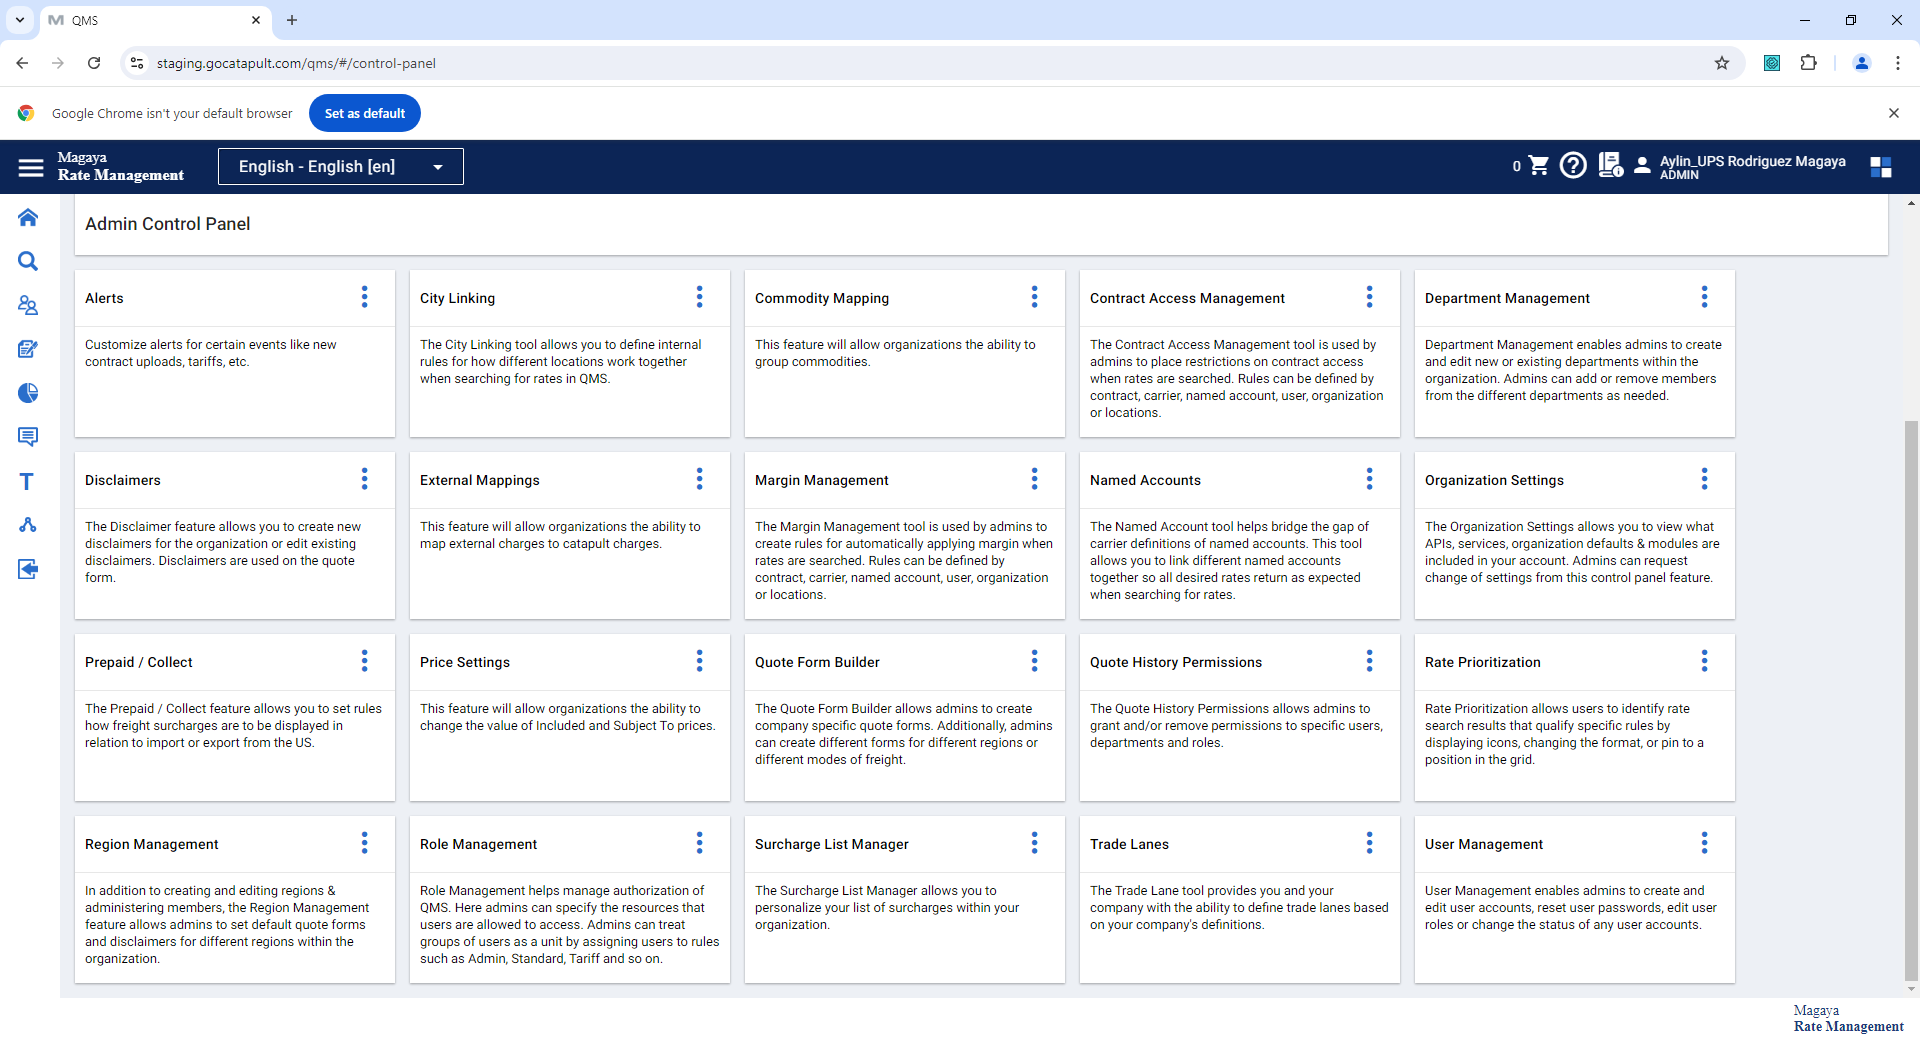 QMS
staging.gocatapult.com/qms/#/control-panel
Google Chrome isn't your default browser
Set as default
Magaya
Rate Management
English - English [en]
0
Aylin_UPS Rodriguez Magaya
ADMIN
Admin Control Panel
Alerts
Customize alerts for certain events like new
contract uploads, tariffs, etc.
City Linking
The City Linking tool allows you to define internal
rules for how different locations work together
when searching for rates in QMS.
Commodity Mapping
This feature will allow organizations the ability to
group commodities.
Contract Access Management
The Contract Access Management tool is used by
admins to place restrictions on contract access
when rates are searched. Rules can be defined by
contract, carrier, named account, user, organization
or locations.
Department Management
Department Management enables admins to create
and edit new or existing departments within the
organization. Admins can add or remove members
from the different departments as needed.
Disclaimers
The Disclaimer feature allows you to create new
disclaimers for the organization or edit existing
disclaimers. Disclaimers are used on the quote
form.
External Mappings
This feature will allow organizations the ability to
map external charges to catapult charges.
Margin Management
The Margin Management tool is used by admins to
create rules for automatically applying margin when
rates are searched. Rules can be defined by
contract, carrier, named account, user, organization
or locations.
Named Accounts
The Named Account tool helps bridge the gap of
carrier definitions of named accounts. This tool
allows you to link different named accounts
together so all desired rates return as expected
when searching for rates.
Organization Settings
The Organization Settings allows you to view what
APIs, services, organization defaults & modules are
included in your account. Admins can request
change of settings from this control panel feature.
Prepaid / Collect
The Prepaid / Collect feature allows you to set rules
how freight surcharges are to be displayed in
relation to import or export from the US.
Price Settings
This feature will allow organizations the ability to
change the value of Included and Subject To prices.
Quote Form Builder
The Quote Form Builder allows admins to create
company specific quote forms. Additionally, admins
can create different forms for different regions or
different modes of freight.
Quote History Permissions
The Quote History Permissions allows admins to
grant and/or remove permissions to specific users,
departments and roles.
Rate Prioritization
Rate Prioritization allows users to identify rate
search results that qualify specific rules by
displaying icons, changing the format, or pin to a
position in the grid.
Region Management
In addition to creating and editing regions &
administering members, the Region Management
feature allows admins to set default quote forms
and disclaimers for different regions within the
organization.
Role Management
Role Management helps manage authorization of
QMS. Here admins can specify the resources that
users are allowed to access. Admins can treat
groups of users as a unit by assigning users to rules
such as Admin, Standard, Tariff and so on.
Surcharge List Manager
The Surcharge List Manager allows you to
personalize your list of surcharges within your
organization.
Trade Lanes
The Trade Lane tool provides you and your
company with the ability to define trade lanes based
on your company's definitions.
User Management
User Management enables admins to create and
edit user accounts, reset user passwords, edit user
roles or change the status of any user accounts.
Magaya
Rate Management